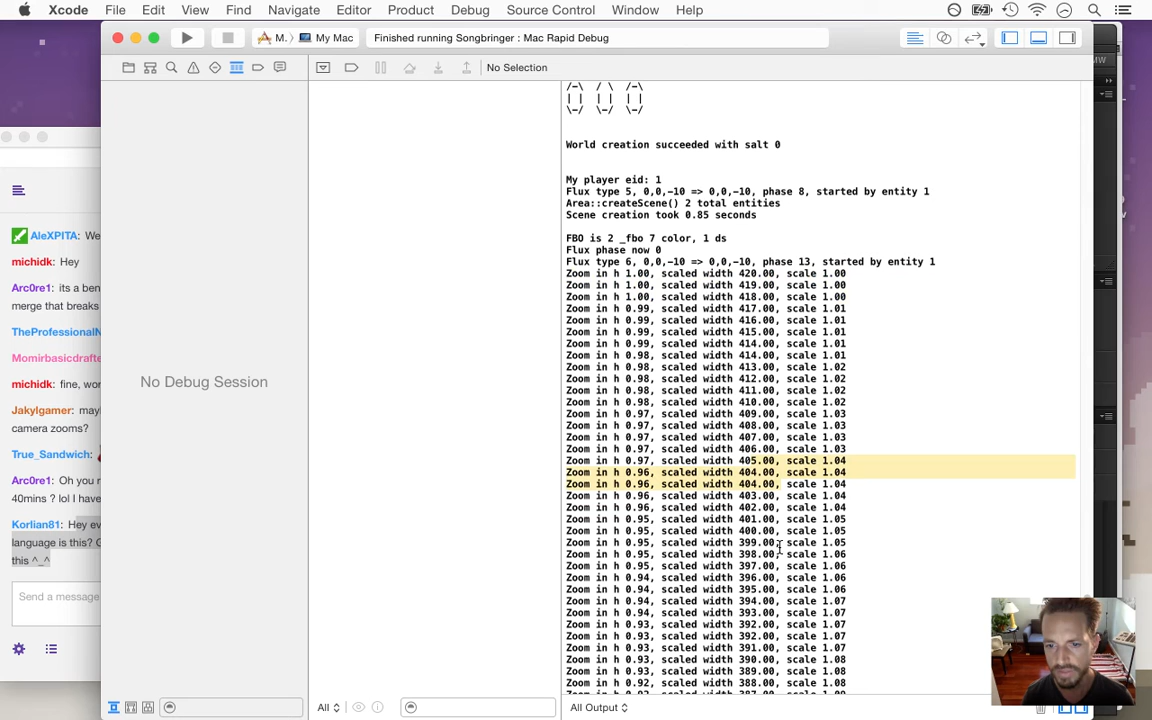 Xcode File Edit View Find Navigate Editor Product Debug Source Control Window Help
M. My Mac Finished running Songbringer : Mac Rapid Debug
No Selection
MW
AleXPITA: We
michidk: Hey
Arc0re1: its a ben
merge that breaks
TheProfessionalN
Momirbasicdrafte
michidk: fine, wor
Jakylgamer: may
camera zooms?
True_Sandwich:
Arc0re1: Oh you r
40mins ? lol I have
Korlian81: Hey ev
language is this? G
this ^_^
Send a message
No Debug Session
/-\ / \ /-\
| | | | | |
\-/ \-/ \-/
World creation succeeded with salt 0
My player eid: 1
Flux type 5, 0,0,-10 => 0,0,-10, phase 8, started by entity 1
Area::createScene() 2 total entities
Scene creation took 0.85 seconds
FBO is 2 _fbo 7 color, 1 ds
Flux phase now 0
Flux type 6, 0,0,-10 => 0,0,-10, phase 13, started by entity 1
Zoom in h 1.00, scaled width 420.00, scale 1.00
Zoom in h 1.00, scaled width 419.00, scale 1.00
Zoom in h 1.00, scaled width 418.00, scale 1.00
Zoom in h 0.99, scaled width 417.00, scale 1.01
Zoom in h 0.99, scaled width 416.00, scale 1.01
Zoom in h 0.99, scaled width 415.00, scale 1.01
Zoom in h 0.99, scaled width 414.00, scale 1.01
Zoom in h 0.98, scaled width 414.00, scale 1.01
Zoom in h 0.98, scaled width 413.00, scale 1.02
Zoom in h 0.98, scaled width 412.00, scale 1.02
Zoom in h 0.98, scaled width 411.00, scale 1.02
Zoom in h 0.98, scaled width 410.00, scale 1.02
Zoom in h 0.97, scaled width 409.00, scale 1.03
Zoom in h 0.97, scaled width 408.00, scale 1.03
Zoom in h 0.97, scaled width 407.00, scale 1.03
Zoom in h 0.97, scaled width 406.00, scale 1.03
Zoom in h 0.97, scaled width 405.00, scale 1.04
Zoom in h 0.96, scaled width 404.00, scale 1.04
Zoom in h 0.96, scaled width 404.00, scale 1.04
Zoom in h 0.96, scaled width 403.00, scale 1.04
Zoom in h 0.96, scaled width 402.00, scale 1.04
Zoom in h 0.95, scaled width 401.00, scale 1.05
Zoom in h 0.95, scaled width 400.00, scale 1.05
Zoom in h 0.95, scaled width 399.00, scale 1.05
Zoom in h 0.95, scaled width 398.00, scale 1.06
Zoom in h 0.95, scaled width 397.00, scale 1.06
Zoom in h 0.94, scaled width 396.00, scale 1.06
Zoom in h 0.94, scaled width 395.00, scale 1.06
Zoom in h 0.94, scaled width 394.00, scale 1.07
Zoom in h 0.94, scaled width 393.00, scale 1.07
Zoom in h 0.93, scaled width 392.00, scale 1.07
Zoom in h 0.93, scaled width 392.00, scale 1.07
Zoom in h 0.93, scaled width 391.00, scale 1.07
Zoom in h 0.93, scaled width 390.00, scale 1.08
Zoom in h 0.93, scaled width 389.00, scale 1.08
Zoom in h 0.92, scaled width 388.00, scale 1.08
All
All Output